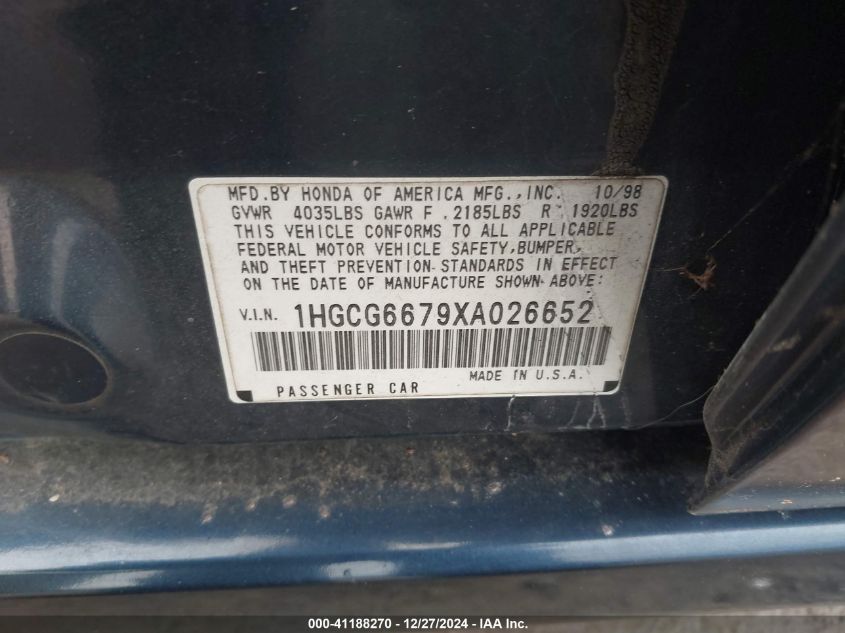 MFD.BY HONDA OF AMERICA MFG.,INC. 10/98
GVWR 4035LBS GAWR F 2185LBS R 1920LBS
THIS VEHICLE CONFORMS TO ALL APPLICABLE
FEDERAL MOTOR VEHICLE SAFETY,BUMPER,
AND THEFT PREVENTION STANDARDS IN EFFECT
ON THE DATE OF MANUFACTURE SHOWN ABOVE:
V.I.N. 1HGCG6679XA026652
PASSENGER CAR MADE IN U.S.A.
000-41188270 - 12/27/2024 - IAA Inc.